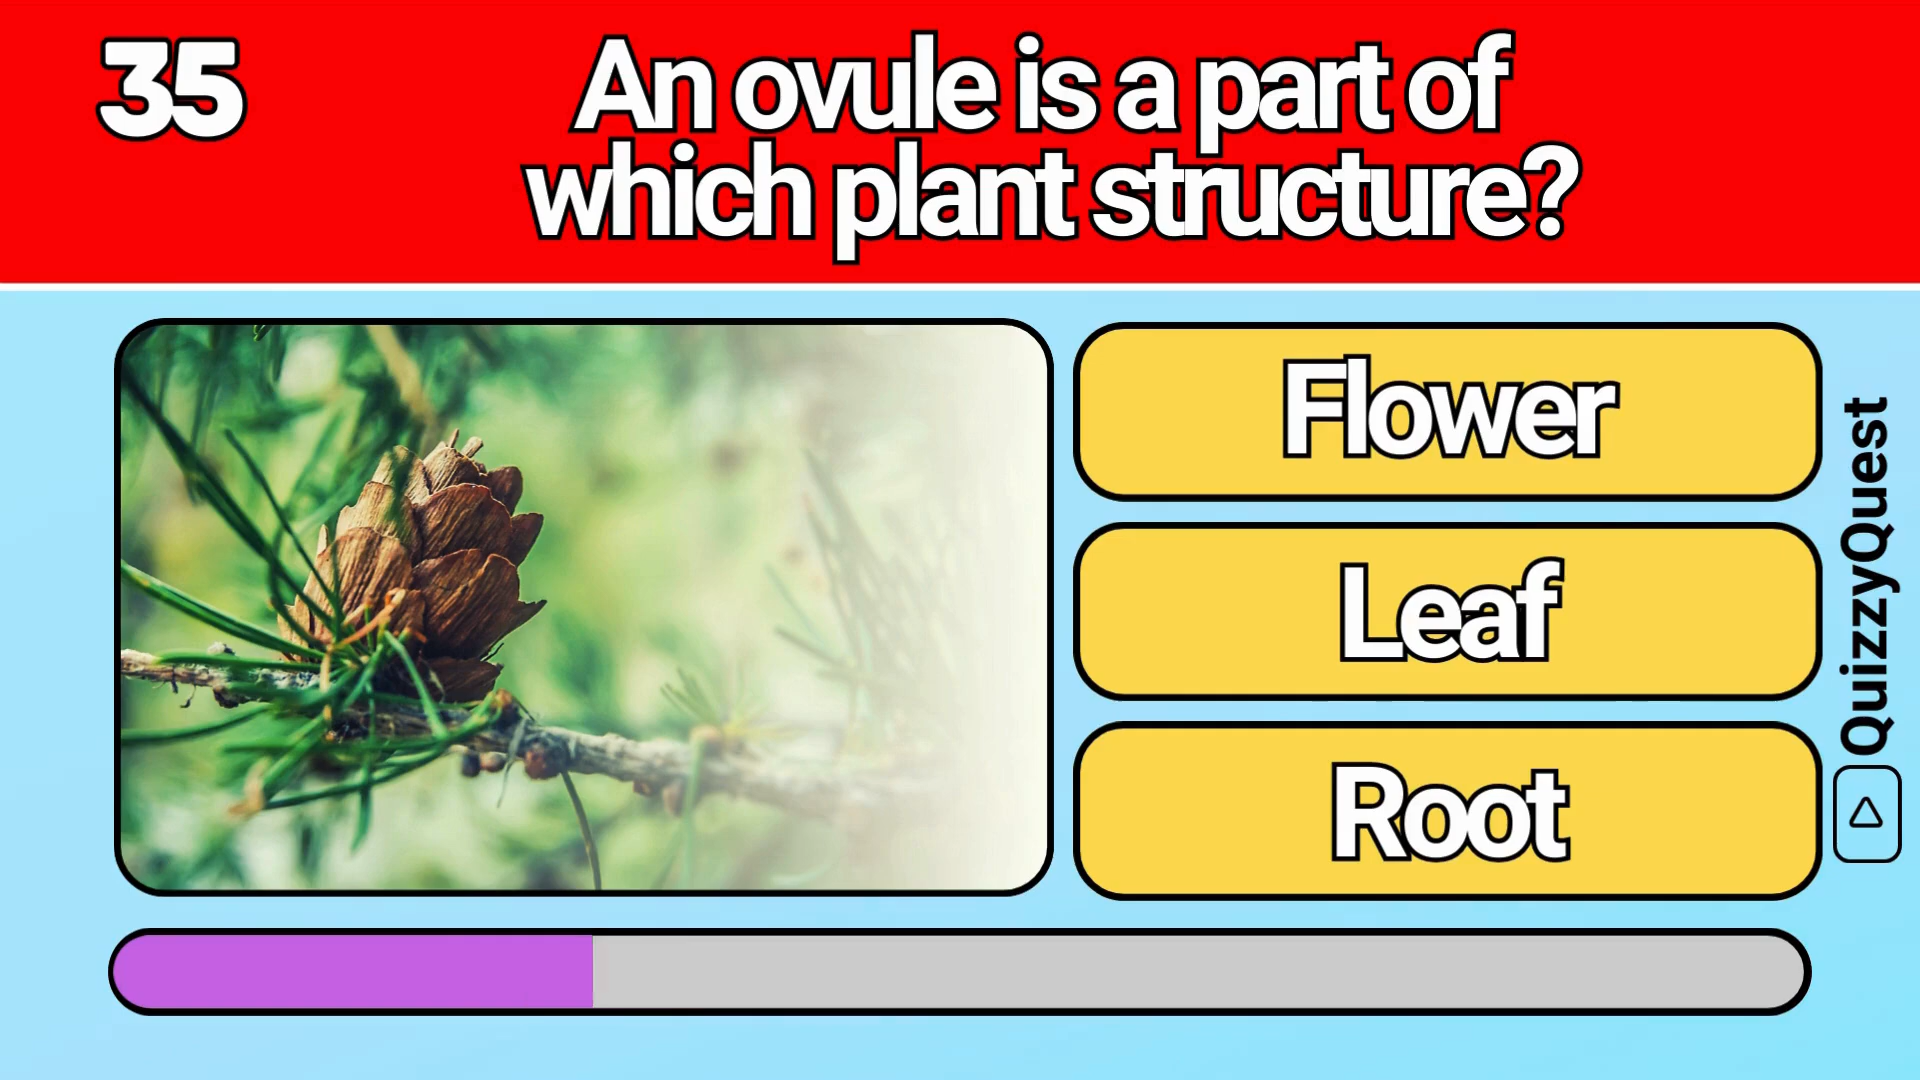 35
An ovule is a part of
which plant structure?
Flower
Leaf
Root
QuizzyQuest